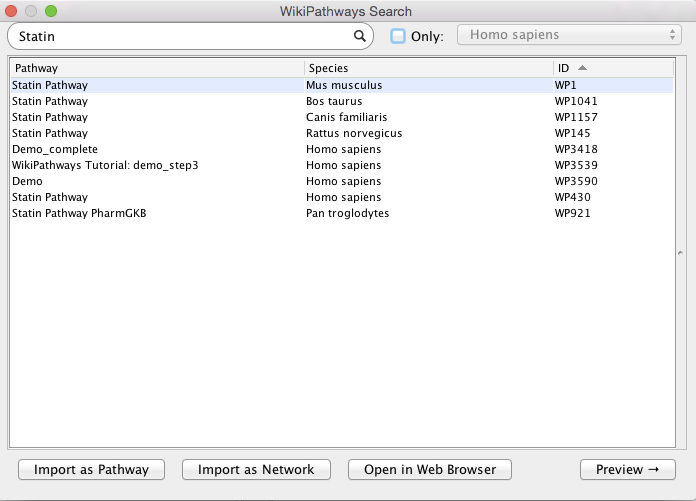 WikiPathways Search
Statin Only: Homo sapiens
Pathway Species ID
Statin Pathway Mus musculus WP1
Statin Pathway Bos taurus WP1041
Statin Pathway Canis familiaris WP1157
Statin Pathway Rattus norvegicus WP145
Demo_complete Homo sapiens WP3418
WikiPathways Tutorial: demo_step3 Homo sapiens WP3539
Demo Homo sapiens WP3590
Statin Pathway Homo sapiens WP430
Statin Pathway PharmGKB Pan troglodytes WP921
Import as Pathway Import as Network Open in Web Browser Preview →